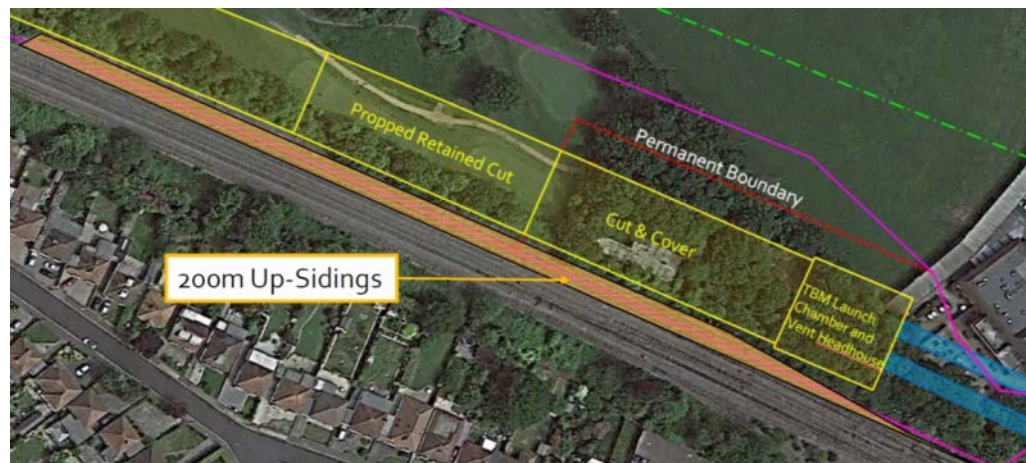 Propped Retained Cut
Permanent Boundary
Cut & Cover
200m Up-Sidings
TBM Launch
Chamber and
Vent Headhouse